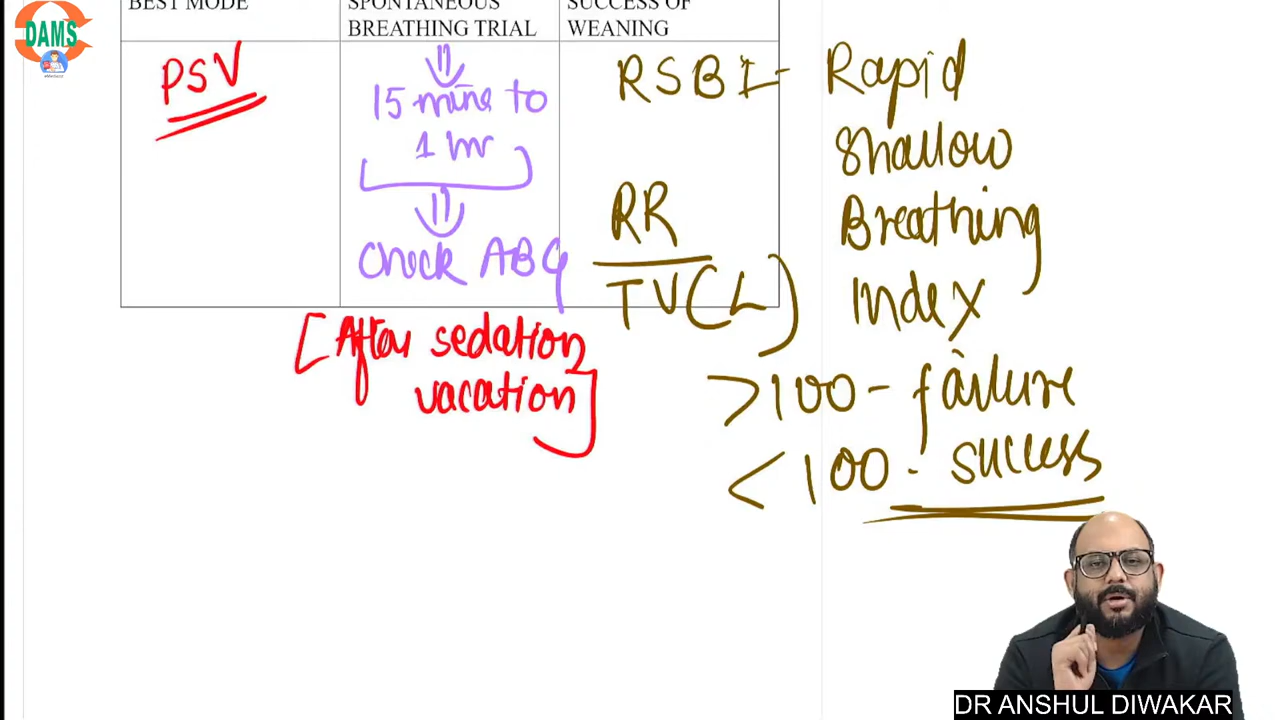 DAMS
BEST MODE
SPONTANEOUS
BREATHING TRIAL
SUCCESS OF
WEANING
PSV
15 mins to
1 hr
Check ABG
[After sedation
vacation]
RSBI - Rapid
Shallow
Breathing
Index
RR
TV(L)
>100 - failure
<100 - success
DR ANSHUL DIWAKAR